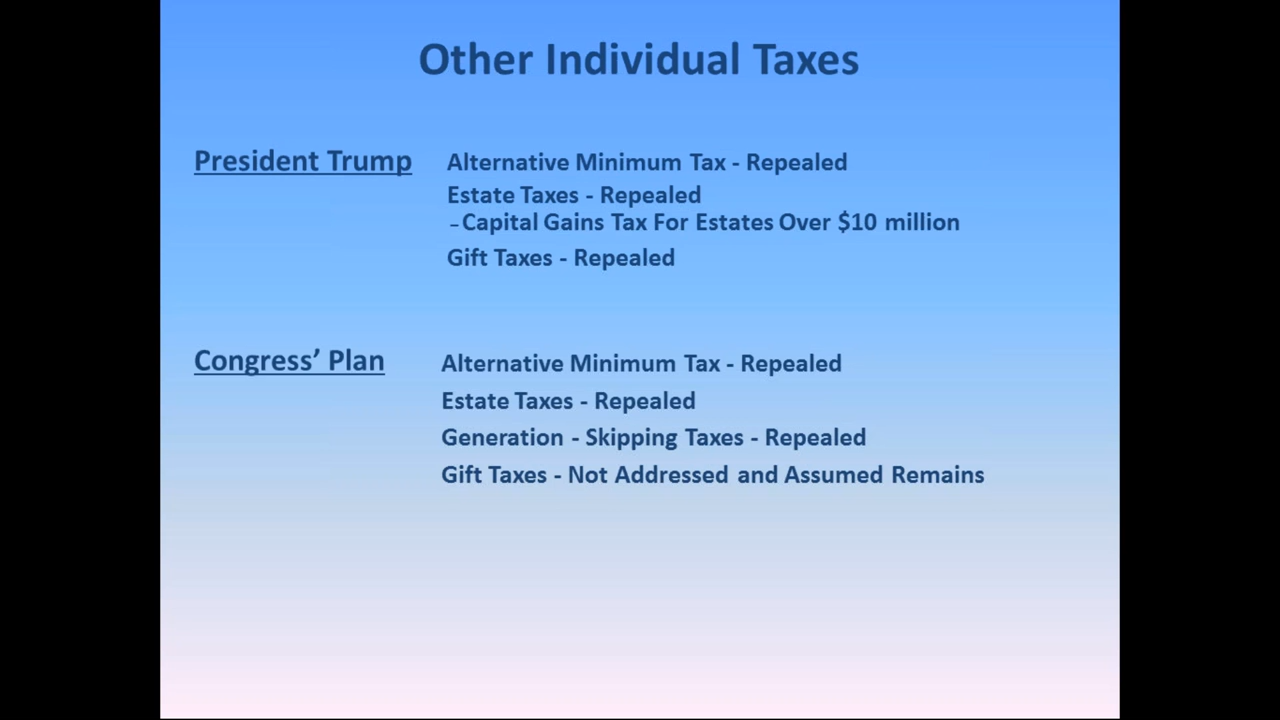 Other Individual Taxes
President Trump Alternative Minimum Tax - Repealed
Estate Taxes - Repealed
– Capital Gains Tax For Estates Over $10 million
Gift Taxes - Repealed
Congress’ Plan Alternative Minimum Tax - Repealed
Estate Taxes - Repealed
Generation - Skipping Taxes - Repealed
Gift Taxes - Not Addressed and Assumed Remains